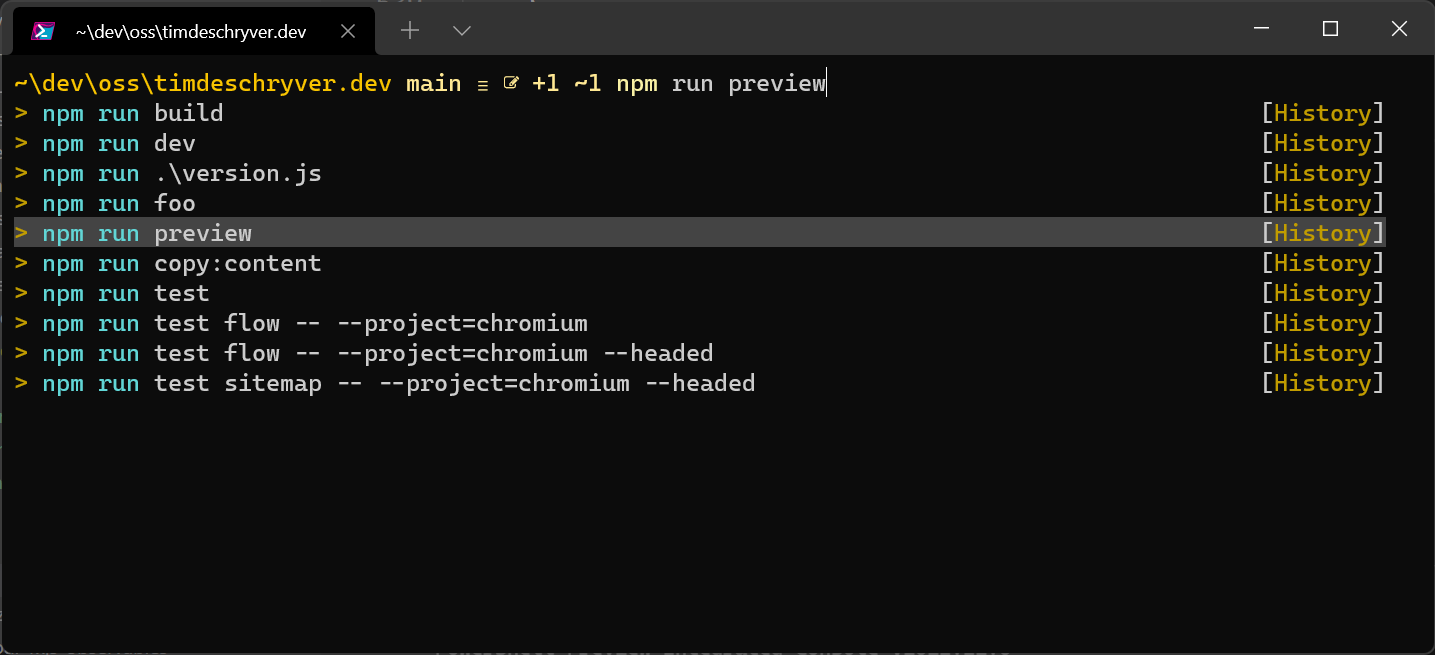 ~\dev\oss\timdeschryver.dev
~\dev\oss\timdeschryver.dev main ≡ +1 ~1 npm run preview
> npm run build [History]
> npm run dev [History]
> npm run .\version.js [History]
> npm run foo [History]
> npm run preview [History]
> npm run copy:content [History]
> npm run test [History]
> npm run test flow -- --project=chromium [History]
> npm run test flow -- --project=chromium --headed [History]
> npm run test sitemap -- --project=chromium --headed [History]